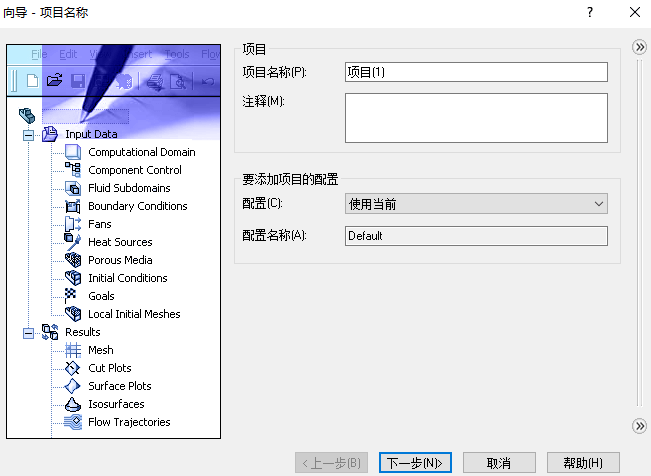 向导 - 项目名称
? ×
File Edit View Insert Tools Flow
Input Data
Computational Domain
Component Control
Fluid Subdomains
Boundary Conditions
Fans
Heat Sources
Porous Media
Initial Conditions
Goals
Local Initial Meshes
Results
Mesh
Cut Plots
Surface Plots
Isosurfaces
Flow Trajectories
项目
项目名称(P): 项目(1)
注释(M):
要添加项目的配置
配置(C): 使用当前
配置名称(A): Default
<上一步(B) 下一步(N)> 取消 帮助(H)